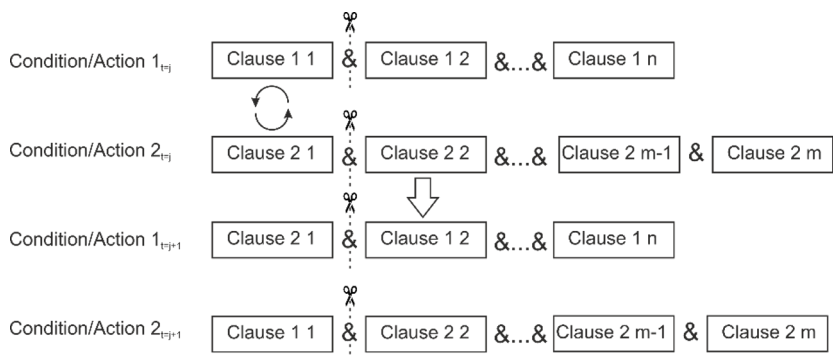 Condition/Action 1t=j Clause 1 1 & Clause 1 2 &...& Clause 1 n
Condition/Action 2t=j Clause 2 1 & Clause 2 2 &...& Clause 2 m-1 & Clause 2 m
Condition/Action 1t=j+1 Clause 2 1 & Clause 1 2 &...& Clause 1 n
Condition/Action 2t=j+1 Clause 1 1 & Clause 2 2 &...& Clause 2 m-1 & Clause 2 m